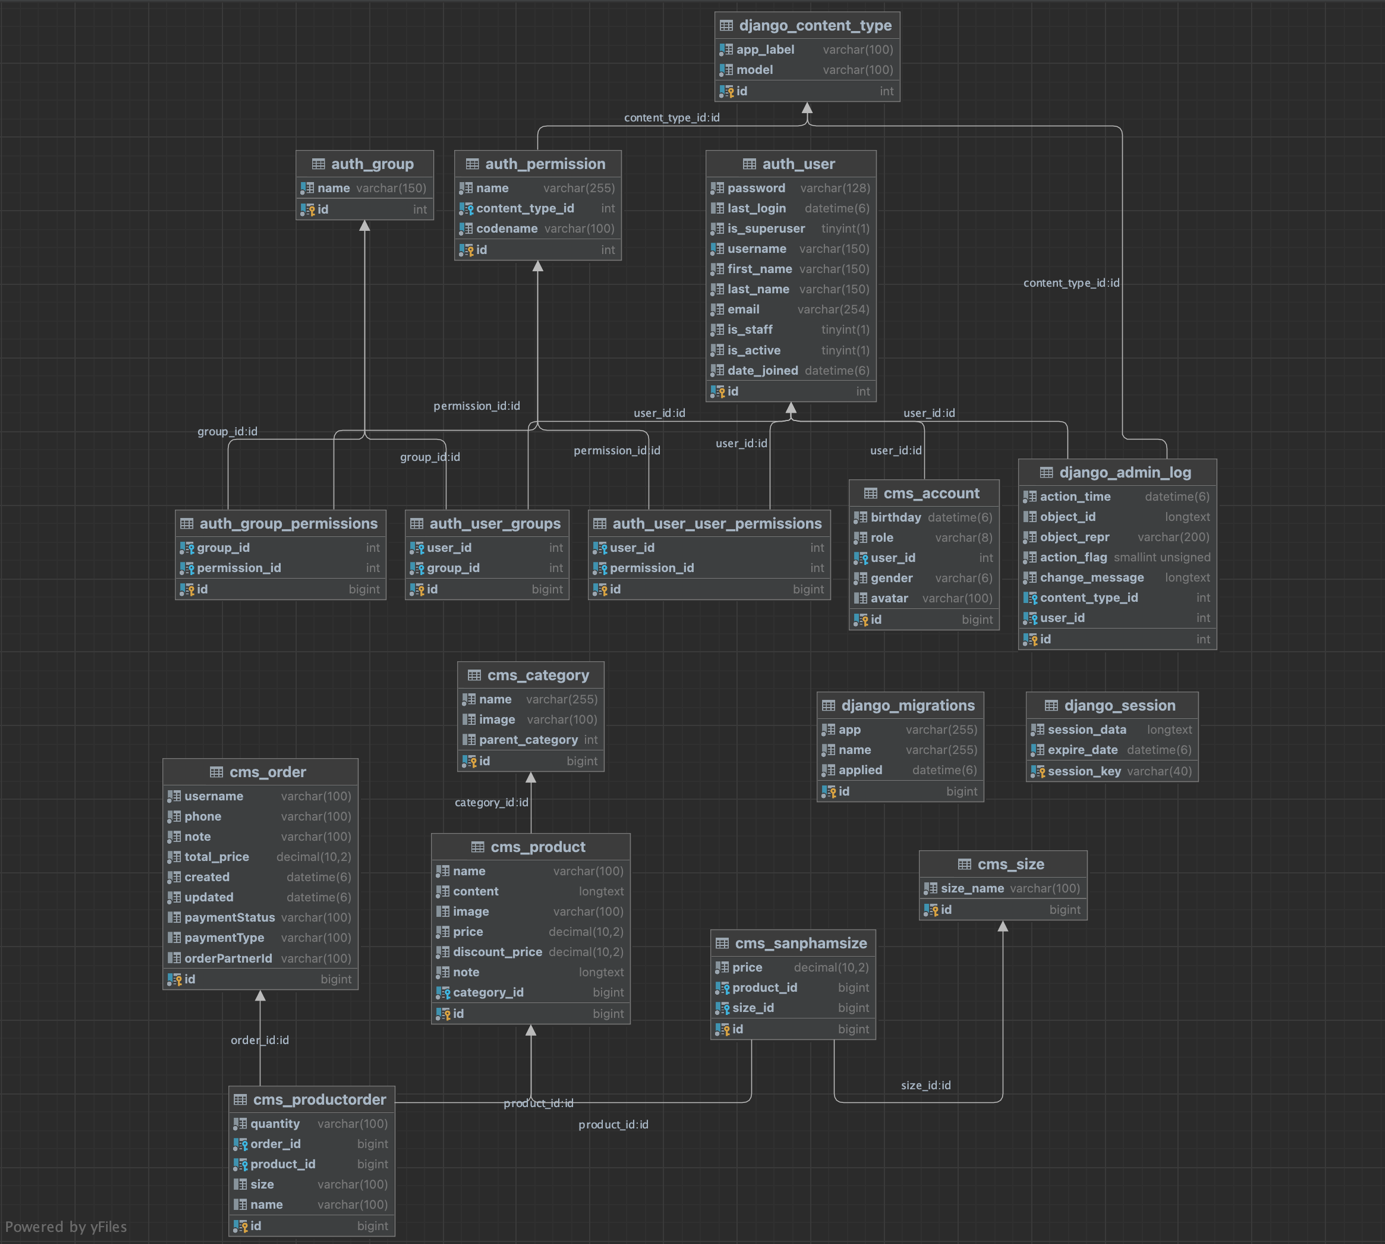 django_content_type
app_label varchar(100)
model varchar(100)
id int
content_type_id:id
auth_group
name varchar(150)
id int
auth_permission
name varchar(255)
content_type_id int
codename varchar(100)
id int
auth_user
password varchar(128)
last_login datetime(6)
is_superuser tinyint(1)
username varchar(150)
first_name varchar(150)
last_name varchar(150)
email varchar(254)
is_staff tinyint(1)
is_active tinyint(1)
date_joined datetime(6)
id int
content_type_id:id
permission_id:id
user_id:id
user_id:id
group_id:id
user_id:id
group_id:id
permission_id:id
user_id:id
auth_group_permissions
group_id int
permission_id int
id bigint
auth_user_groups
user_id int
group_id int
id bigint
auth_user_user_permissions
user_id int
permission_id int
id bigint
cms_account
birthday datetime(6)
role varchar(8)
user_id int
gender varchar(6)
avatar varchar(100)
id bigint
django_admin_log
action_time datetime(6)
object_id longtext
object_repr varchar(200)
action_flag smallint unsigned
change_message longtext
content_type_id int
user_id int
id int
cms_category
name varchar(255)
image varchar(100)
parent_category int
id bigint
django_migrations
app varchar(255)
name varchar(255)
applied datetime(6)
id bigint
django_session
session_data longtext
expire_date datetime(6)
session_key varchar(40)
cms_order
username varchar(100)
phone varchar(100)
note varchar(100)
total_price decimal(10,2)
created datetime(6)
updated datetime(6)
paymentStatus varchar(100)
paymentType varchar(100)
orderPartnerId varchar(100)
id bigint
category_id:id
cms_product
name varchar(100)
content longtext
image varchar(100)
price decimal(10,2)
discount_price decimal(10,2)
note longtext
category_id bigint
id bigint
cms_size
size_name varchar(100)
id bigint
cms_sanphamsize
price decimal(10,2)
product_id bigint
size_id bigint
id bigint
order_id:id
size_id:id
product_id:id
product_id:id
cms_productorder
quantity varchar(100)
order_id bigint
product_id bigint
size varchar(100)
name varchar(100)
id bigint
Powered by yFiles